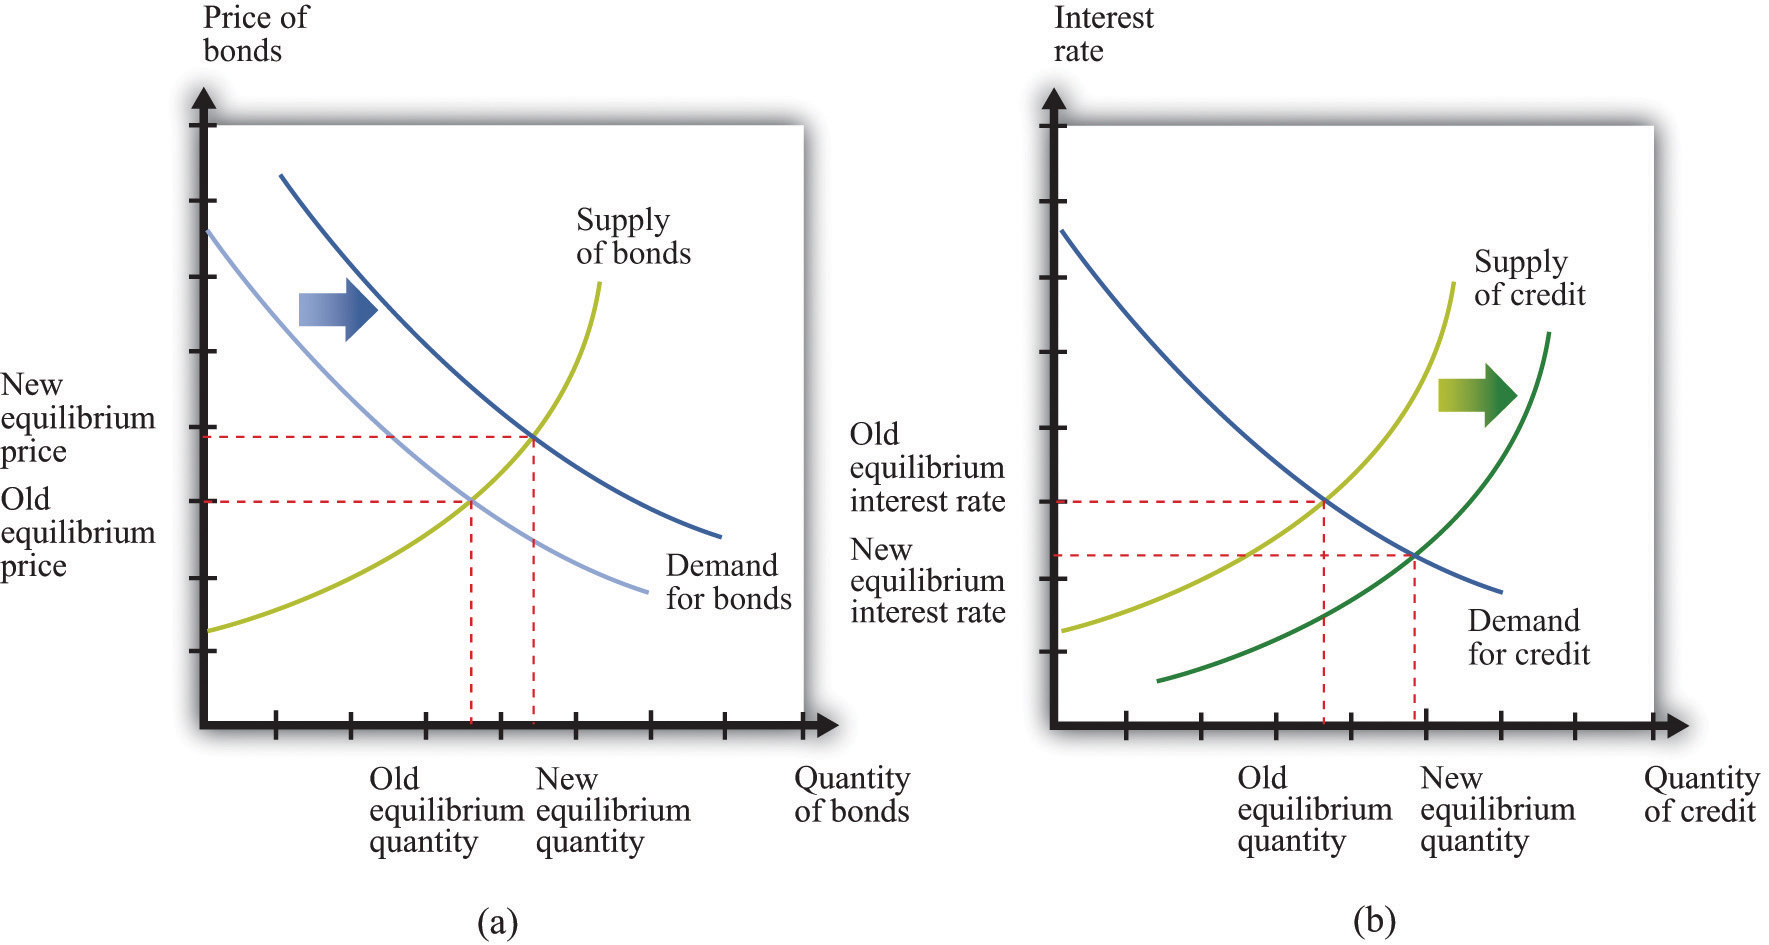 Price of
bonds
Supply
of bonds
New
equilibrium
price
Old
equilibrium
price
Demand
for bonds
Old
equilibrium
quantity
New
equilibrium
quantity
Quantity
of bonds
(a)
Interest
rate
Supply
of credit
Old
equilibrium
interest rate
New
equilibrium
interest rate
Demand
for credit
Old
equilibrium
quantity
New
equilibrium
quantity
Quantity
of credit
(b)